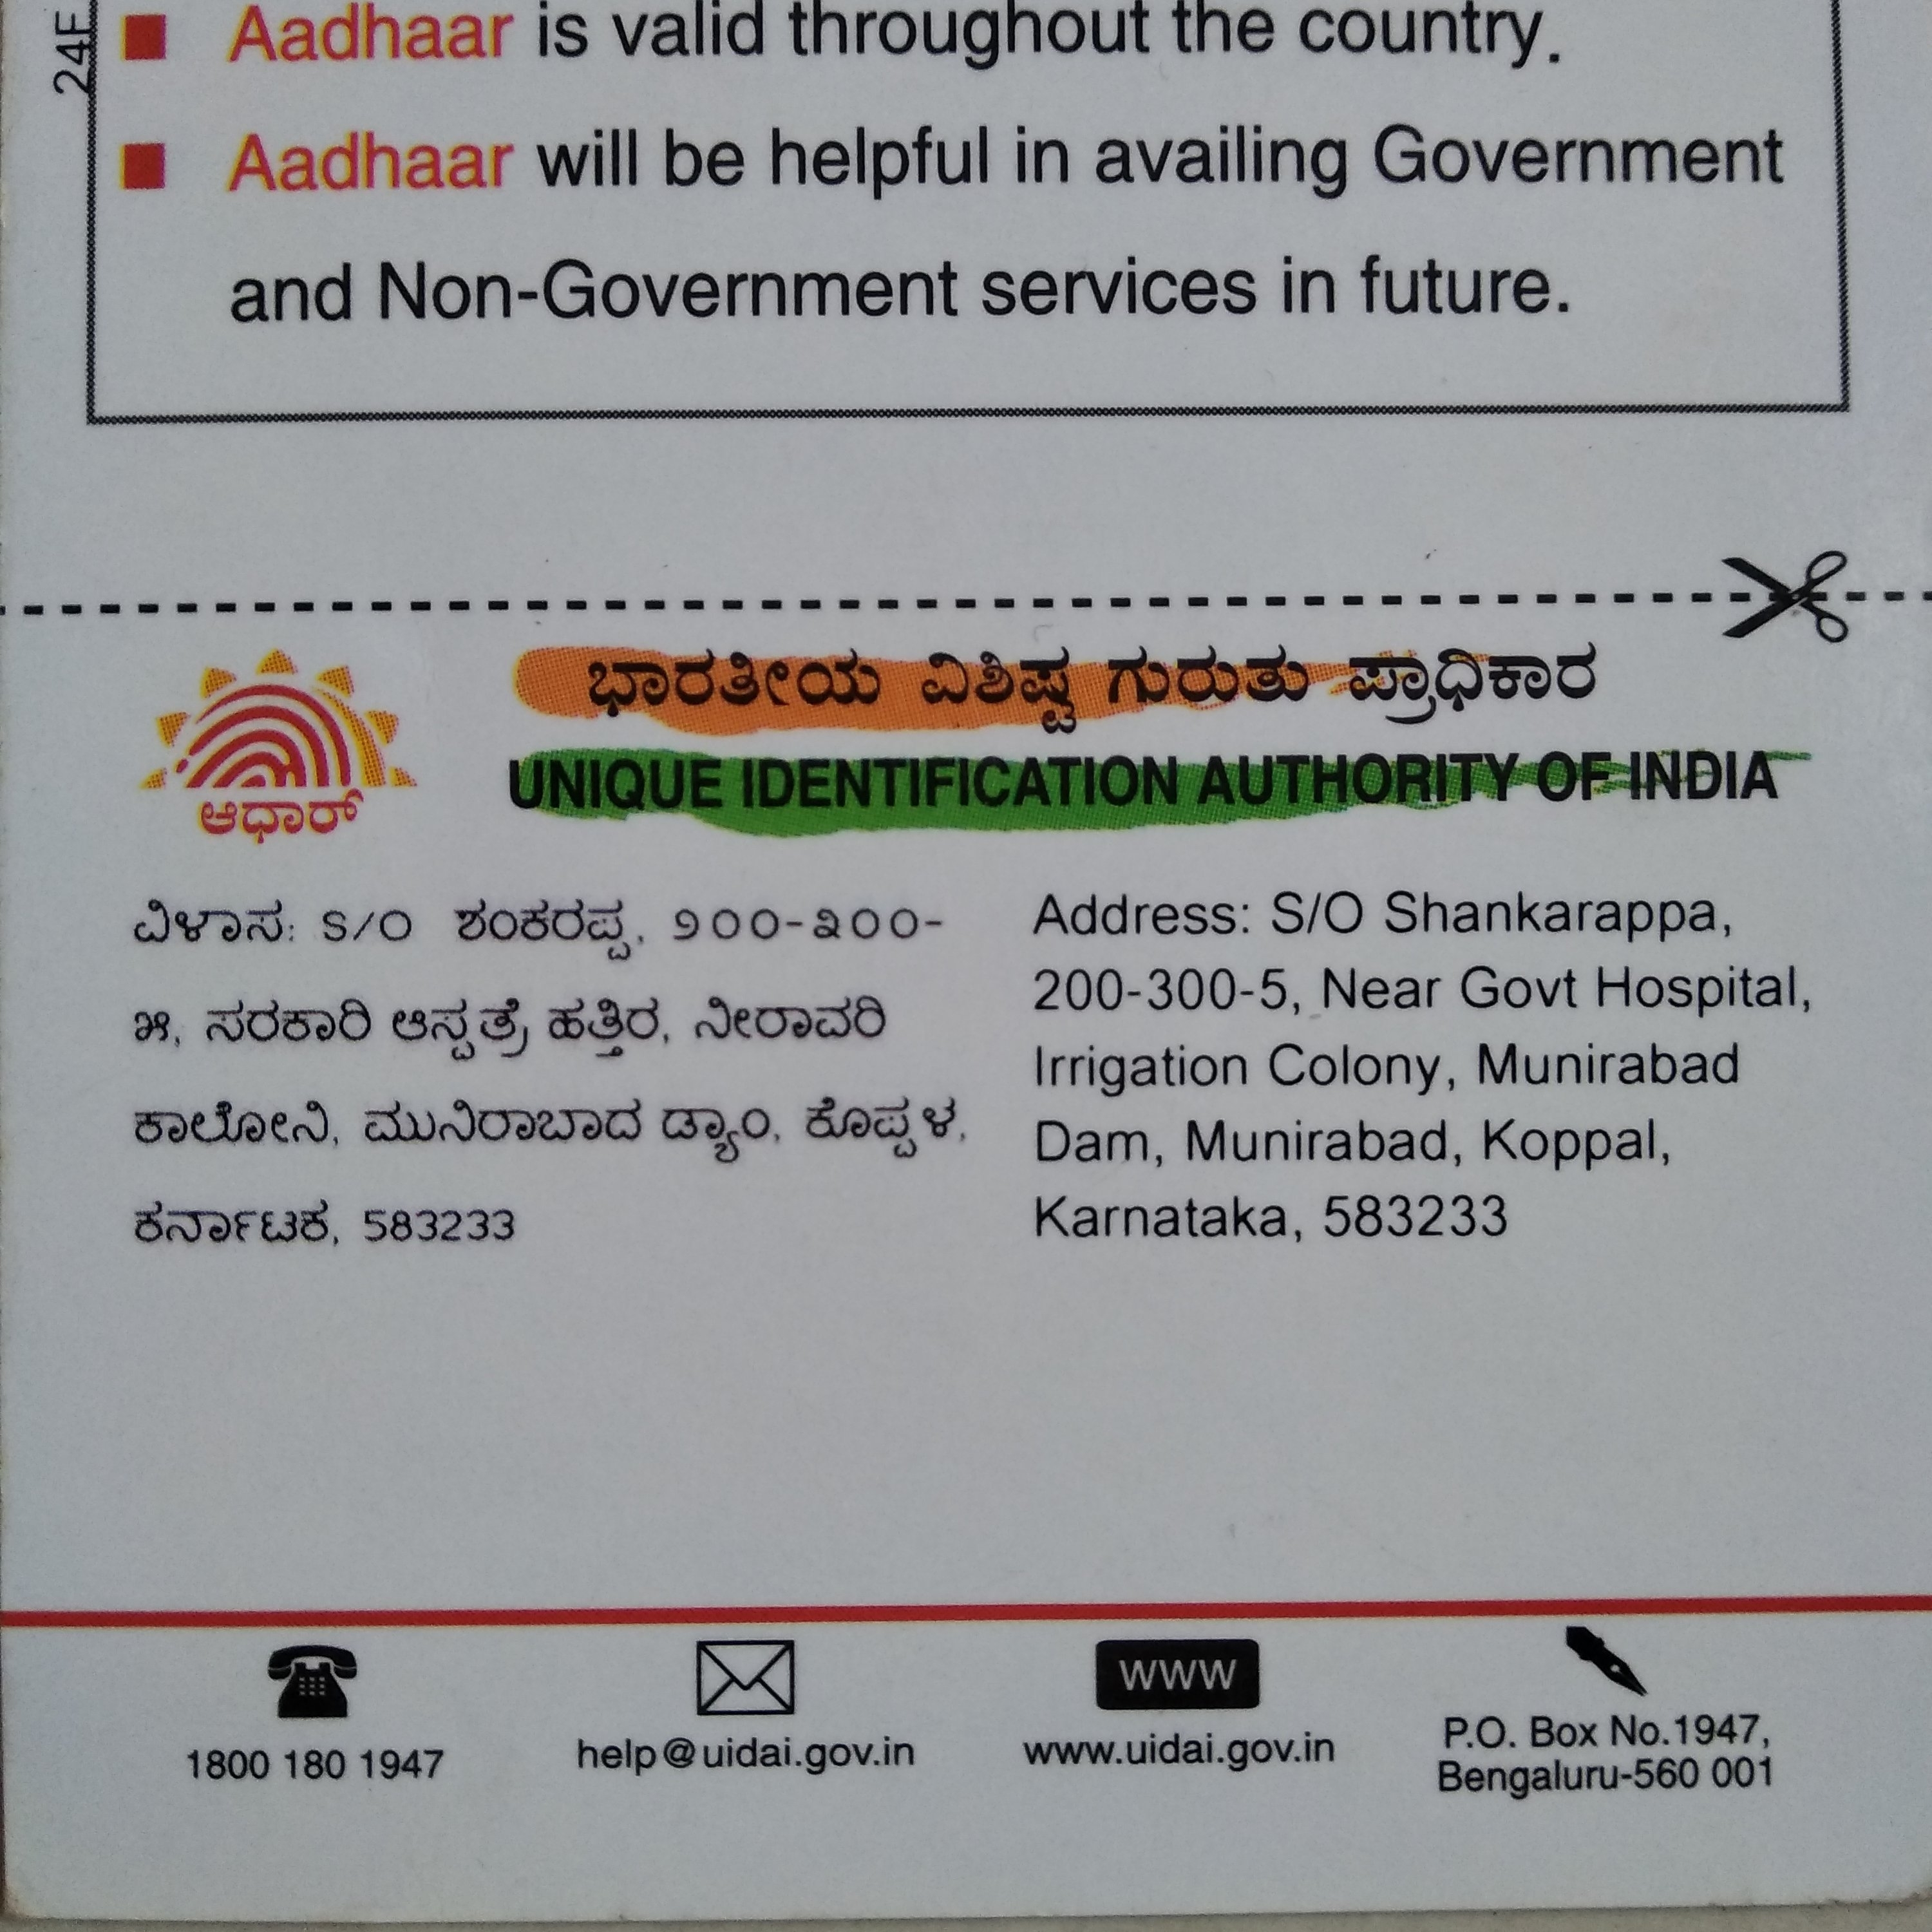 24F
Aadhaar is valid throughout the country.
Aadhaar will be helpful in availing Government
and Non-Government services in future.
ಭಾರತೀಯ ವಿಶಿಷ್ಟ ಗುರುತು ಪ್ರಾಧಿಕಾರ
UNIQUE IDENTIFICATION AUTHORITY OF INDIA
ಆಧಾರ್
ವಿಳಾಸ: S/O ಶಂಕರಪ್ಪ, ೨೦೦-೩೦೦-
೫, ಸರಕಾರಿ ಆಸ್ಪತ್ರೆ ಹತ್ತಿರ, ನೀರಾವರಿ
ಕಾಲೋನಿ, ಮುನಿರಾಬಾದ ಡ್ಯಾಂ, ಕೊಪ್ಪಳ,
ಕರ್ನಾಟಕ, 583233
Address: S/O Shankarappa,
200-300-5, Near Govt Hospital,
Irrigation Colony, Munirabad
Dam, Munirabad, Koppal,
Karnataka, 583233
1800 180 1947
help@uidai.gov.in
www
www.uidai.gov.in
P.O. Box No.1947,
Bengaluru-560 001